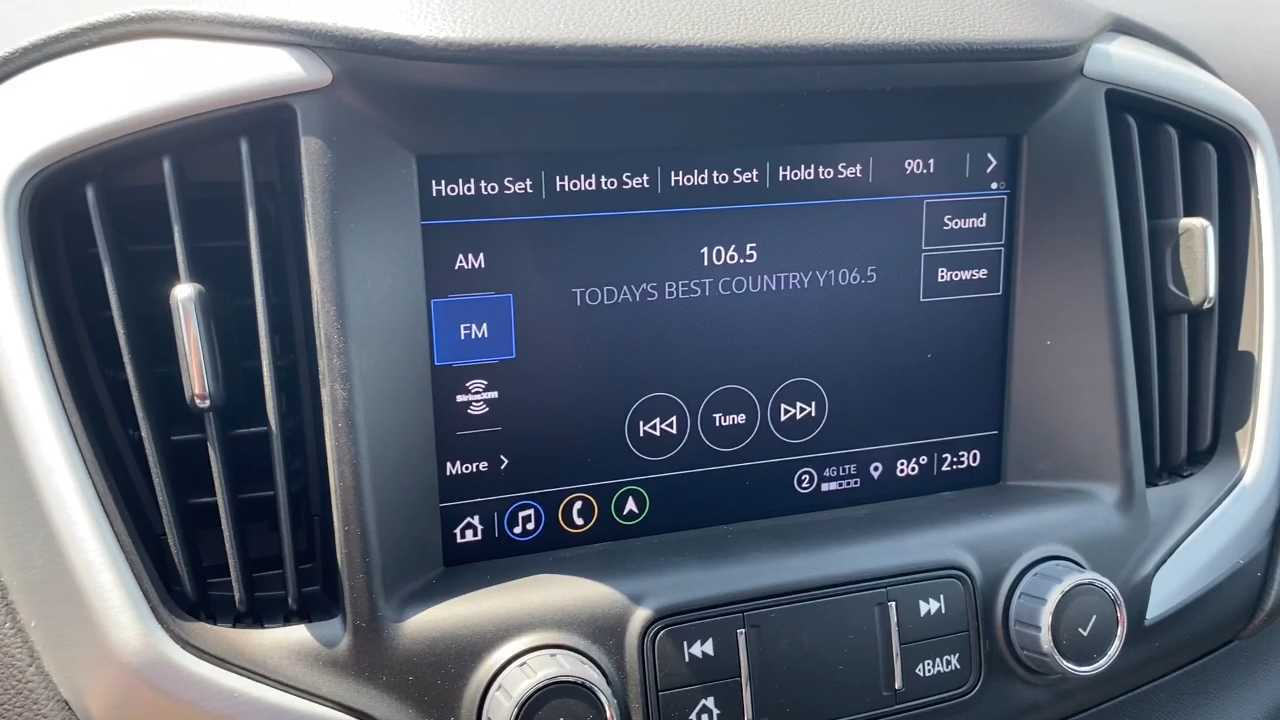 Hold to Set Hold to Set Hold to Set Hold to Set 90.1
Sound
AM
106.5
TODAY'S BEST COUNTRY Y106.5
Browse
FM
SiriusXM
Tune
More
2 4G LTE 86° 2:30
BACK